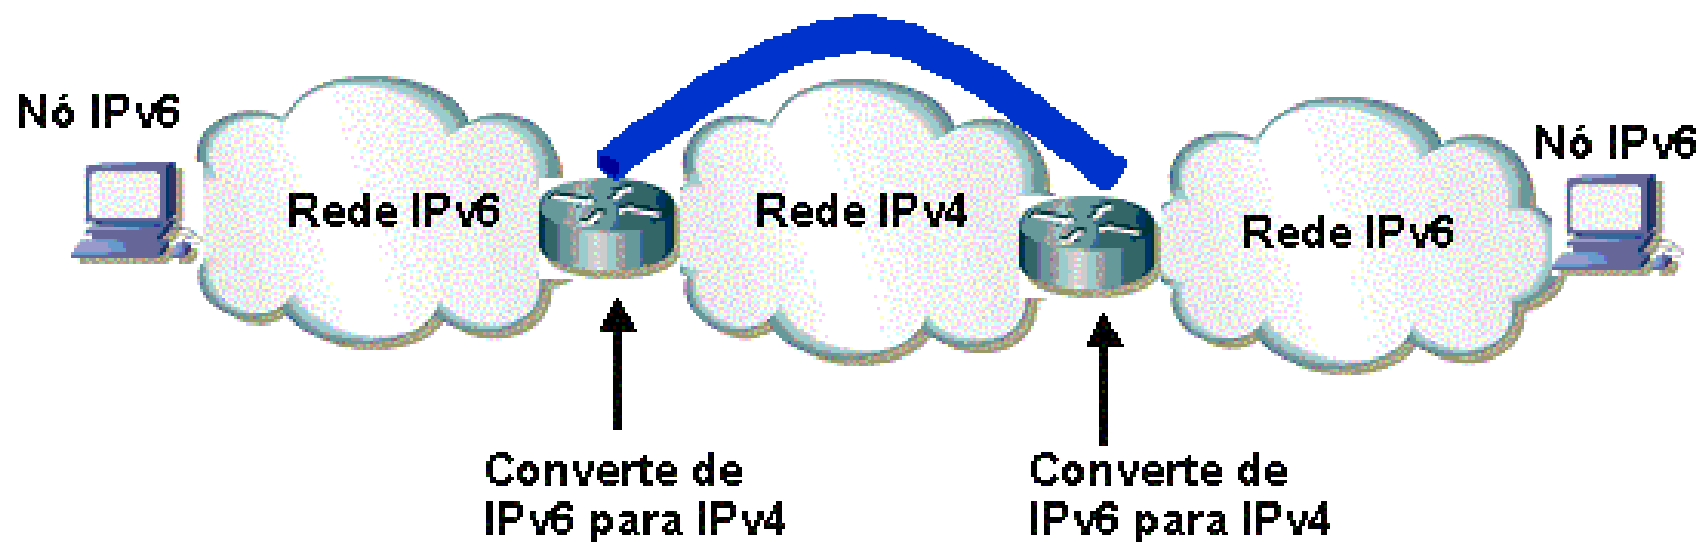 Nó IPv6
Rede IPv6
Rede IPv4
Rede IPv6
Nó IPv6
Converte de
IPv6 para IPv4
Converte de
IPv6 para IPv4